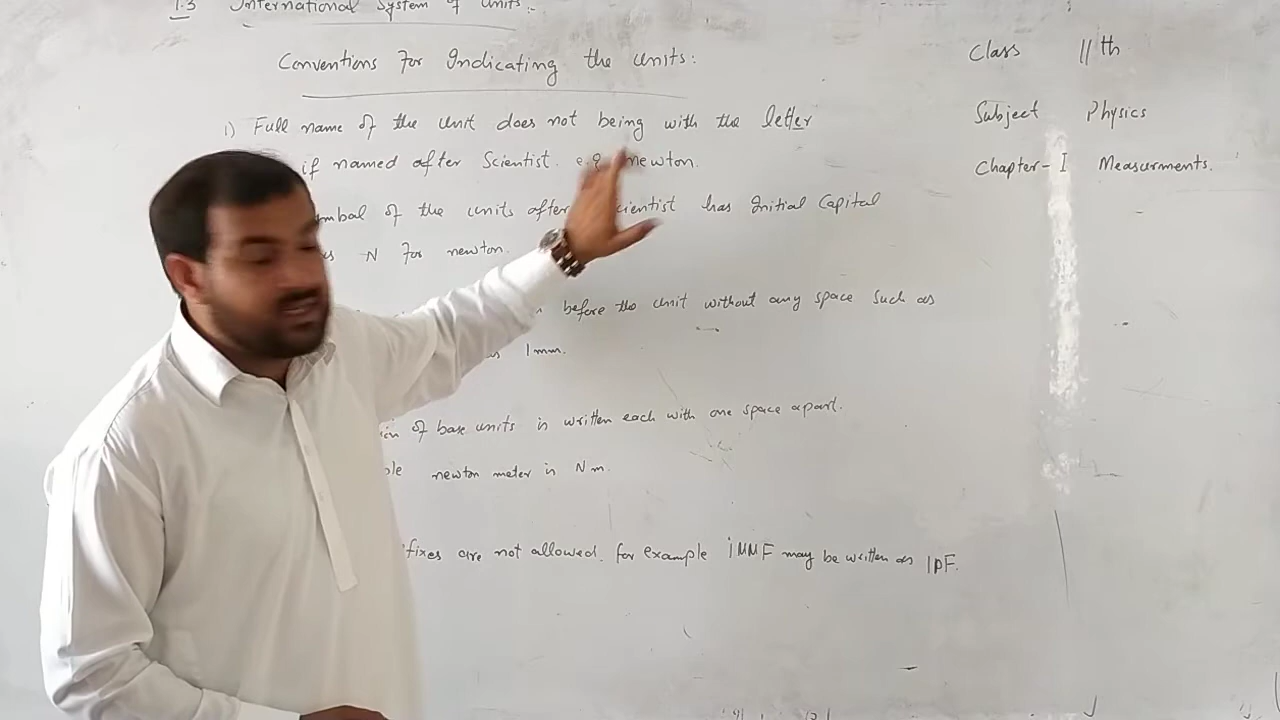 1.3 International System of Units:-
Conventions For Indicating the Units:
Class 11th
Subject Physics
Chapter-I Measurments.
1) Full name of the unit does not being with the letter
if named after Scientist. e.g. newton.
of the units after Scientist has Initial Capital
N For newton.
before the unit without any space Such as
1mm.
of base units is written each with one space apart.
newton meter is N m.
fixes are not allowed. for example 1MMF may be written as 1PF.